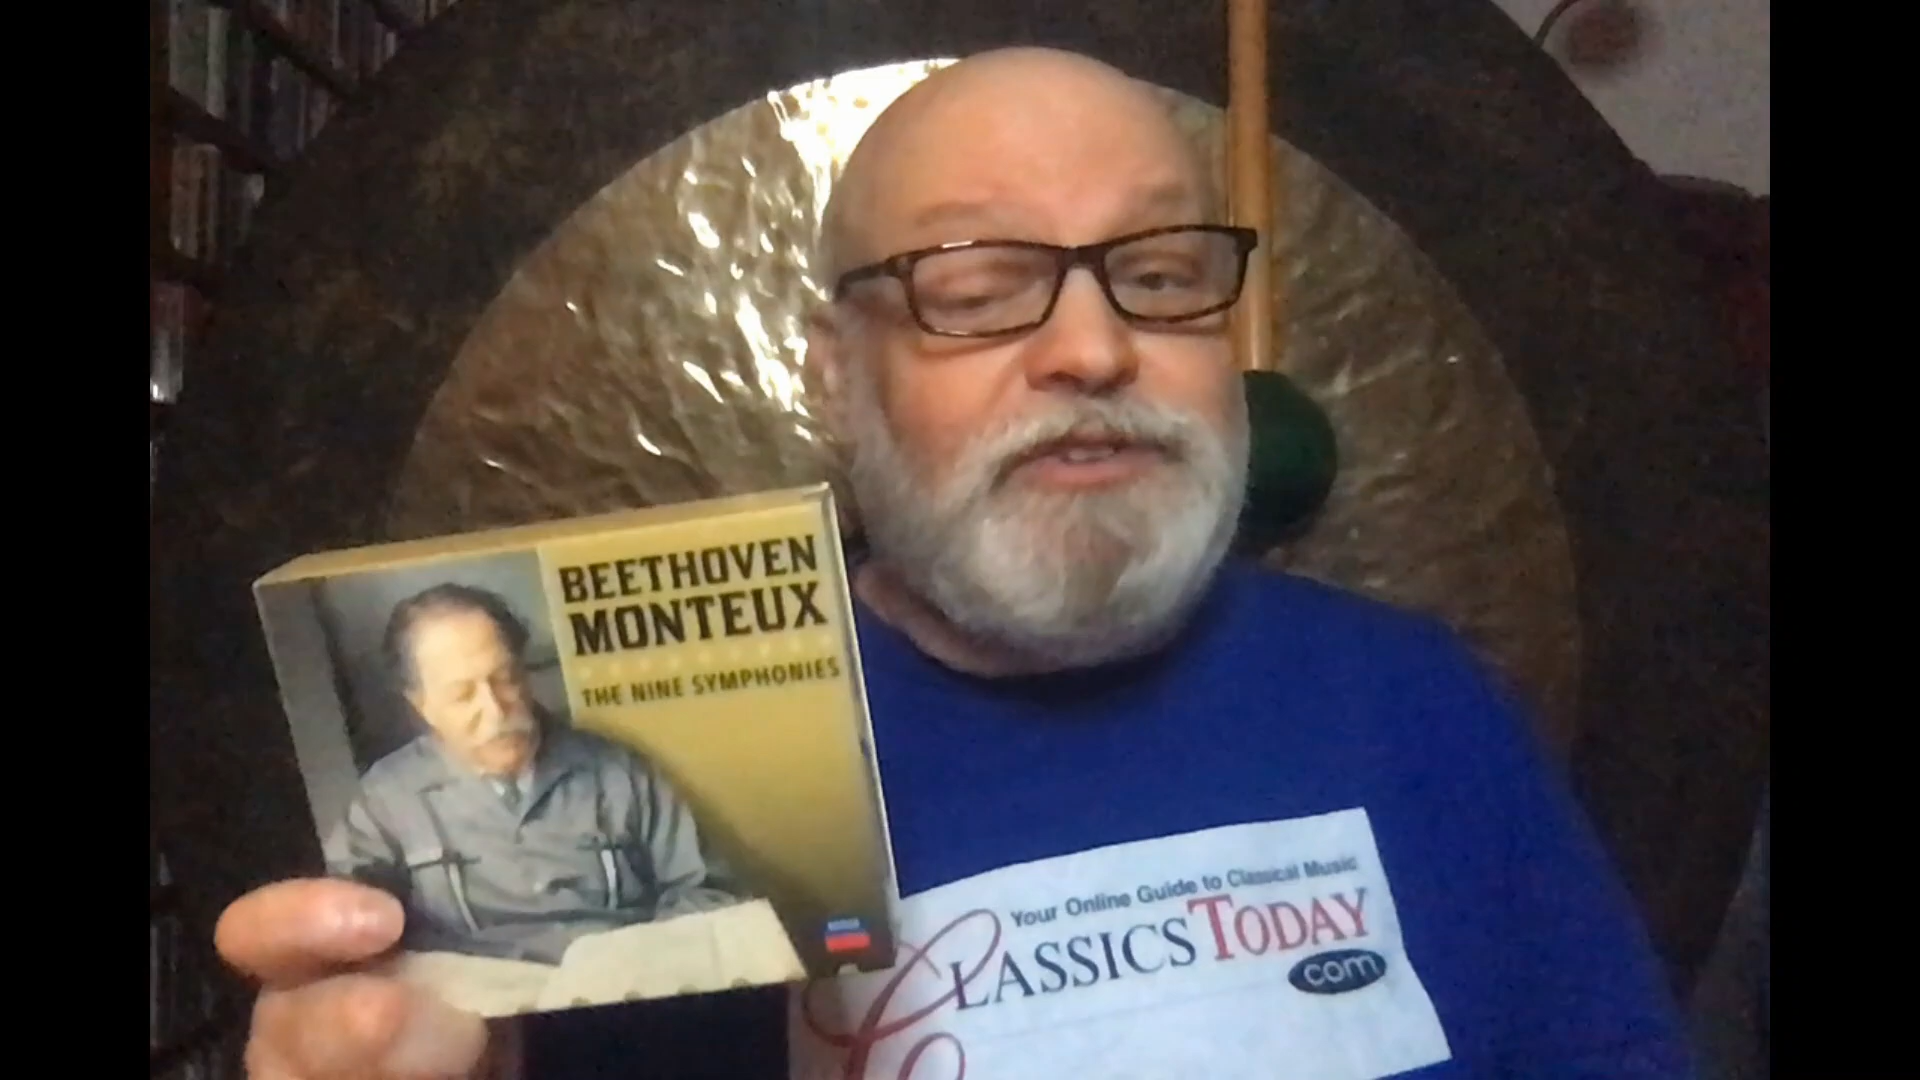 BEETHOVEN
MONTEUX
THE NINE SYMPHONIES
Your Online Guide to Classical Music
CLASSICSTODAY
com